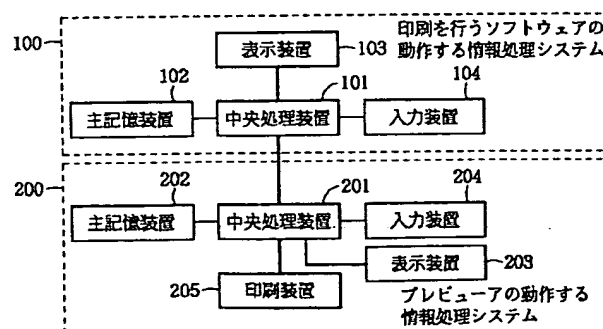 100
印刷を行うソフトウェアの
動作する情報処理システム
表示装置
103
102
101
104
主記憶装置
中央処理装置
入力装置
200
202
201
204
主記憶装置
中央処理装置
入力装置
表示装置
203
205
印刷装置
プレビューアの動作する
情報処理システム